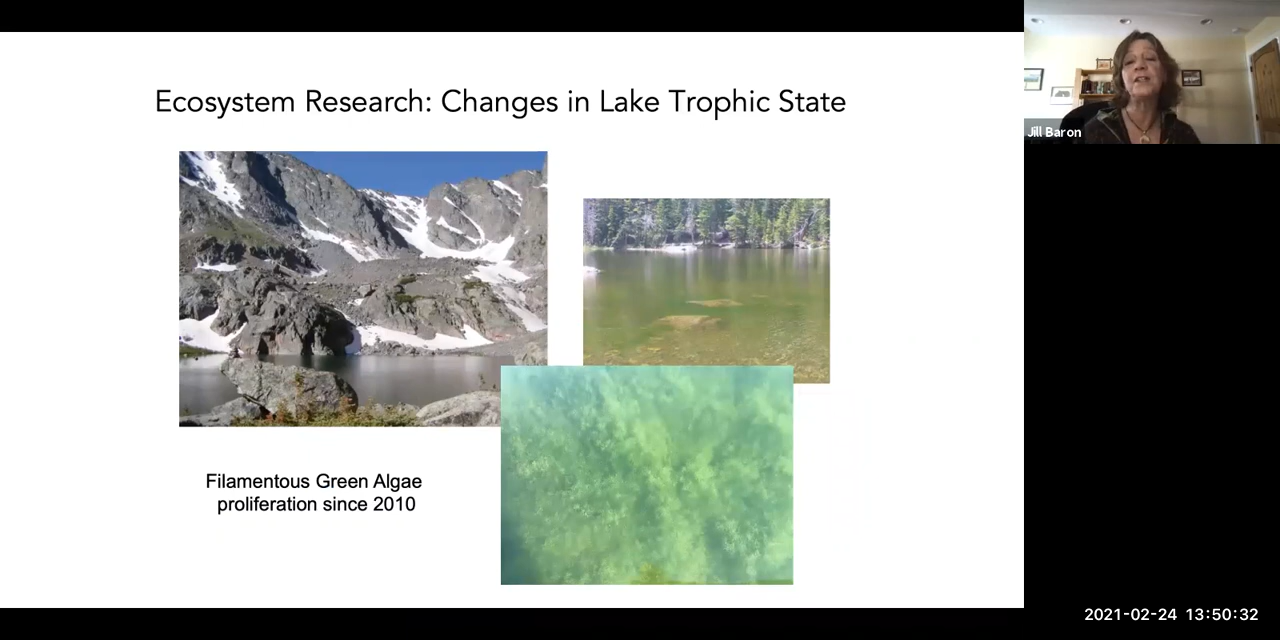 Ecosystem Research: Changes in Lake Trophic State
Jill Baron
Filamentous Green Algae
proliferation since 2010
2021-02-24 13:50:32